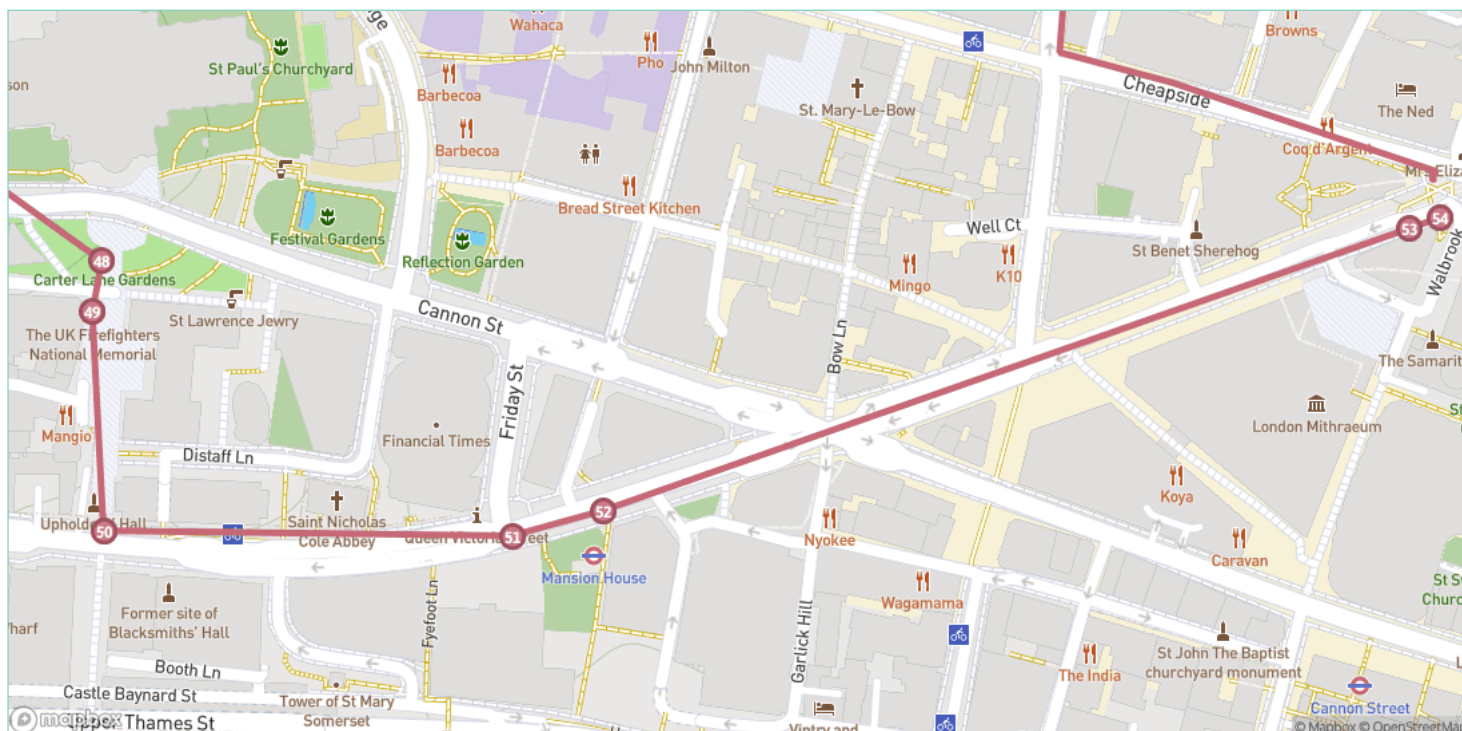 Wahaca
Browns
Pho
John Milton
St Paul's Churchyard
Barbecoa
Cheapside
St. Mary-Le-Bow
The Ned
Barbecoa
Coq d'Argent
Bread Street Kitchen
Festival Gardens
Well Ct
53
54
St Benet Sherehog
48
Carter Lane Gardens
Reflection Garden
Mingo
K10
Walbrook
49
St Lawrence Jewry
Cannon St
The UK Firefighters
National Memorial
Bow Ln
Friday St
London Mithraeum
Mangio
Financial Times
Distaff Ln
Koya
52
50
Saint Nicholas
Cole Abbey
51
Nyokee
Caravan
Mansion House
Wagamama
Former site of
Blacksmiths' Hall
Fyefoot Ln
Garlick Hill
St John The Baptist
churchyard monument
Booth Ln
The India
Castle Baynard St
Tower of St Mary
Somerset
Cannon Street
mapbox
Upper Thames St
Vintry and
© Mapbox © OpenStreetMap